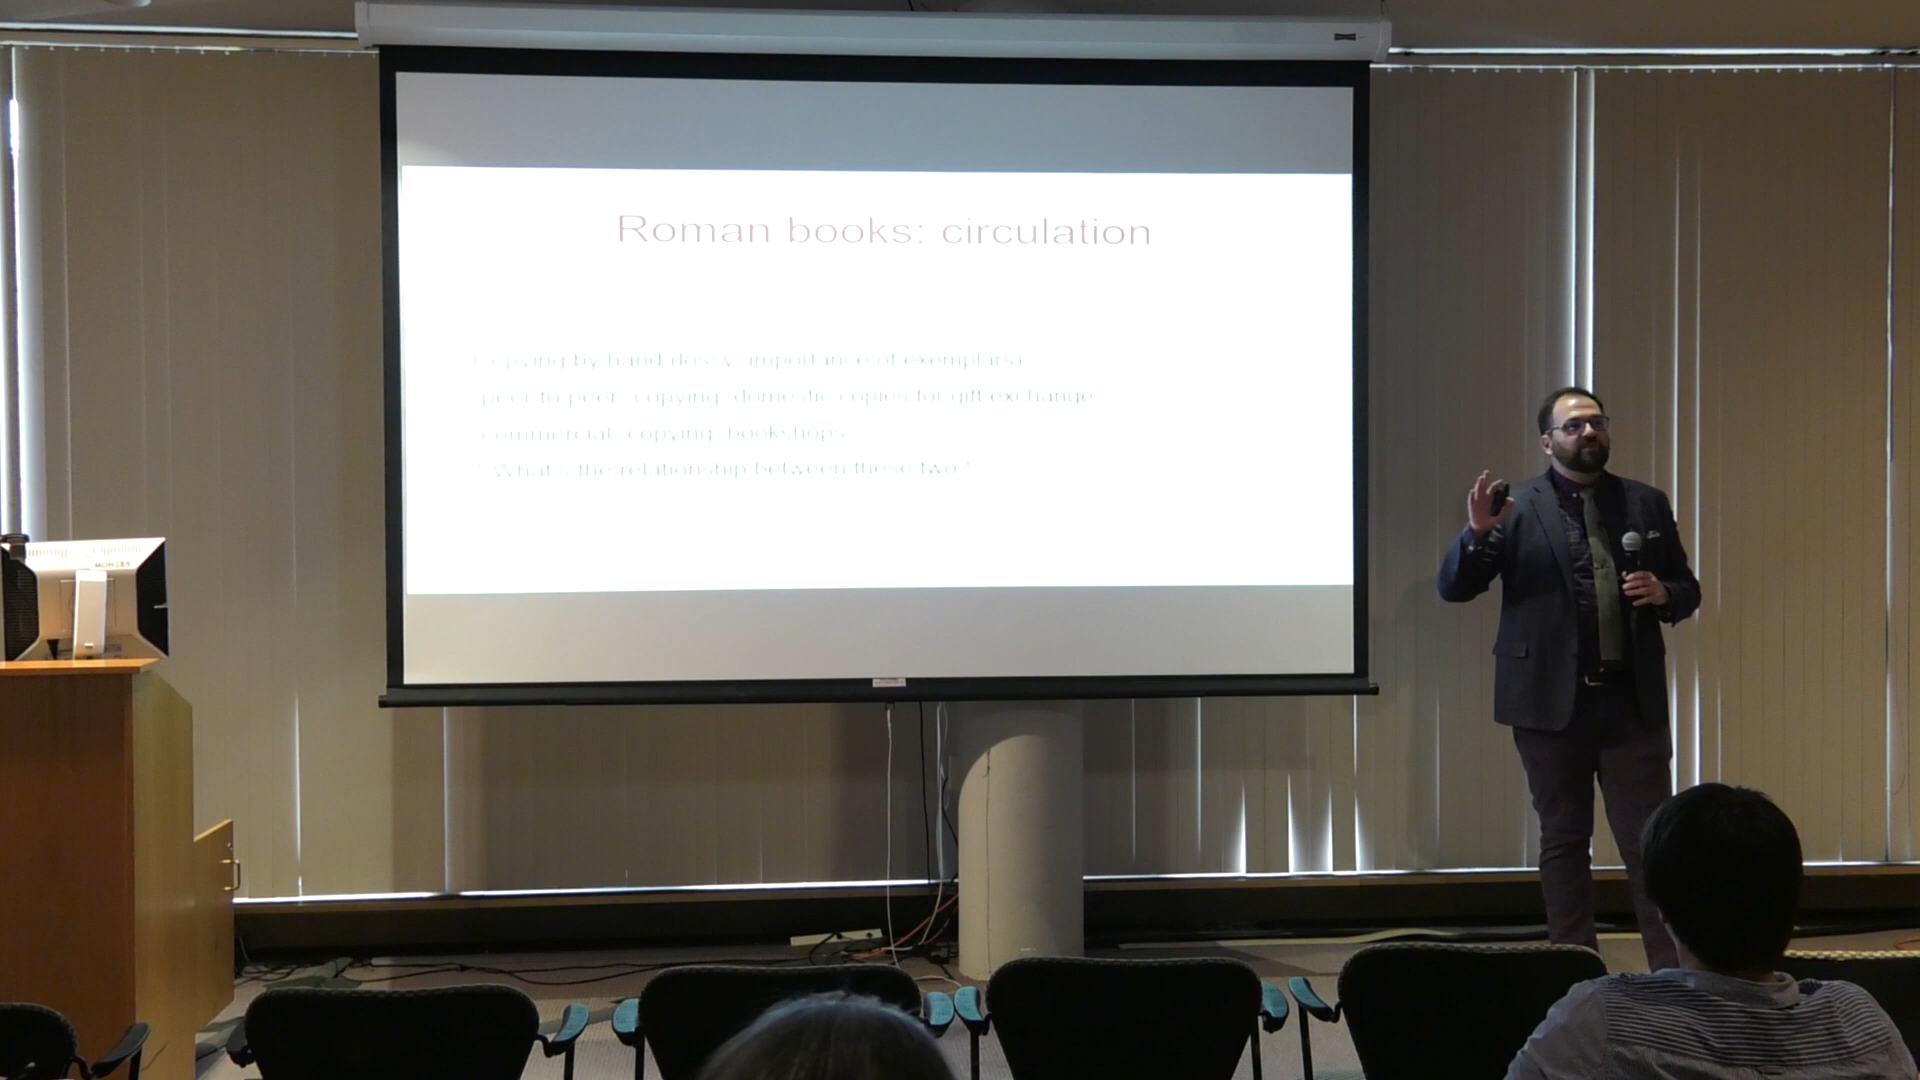 Roman books: circulation
Copying by hand (lossy; importance of exemplars)
"peer to peer" copying: domestic copies for gift exchange
"commercial" copying: bookshops
What's the relationship between these two?